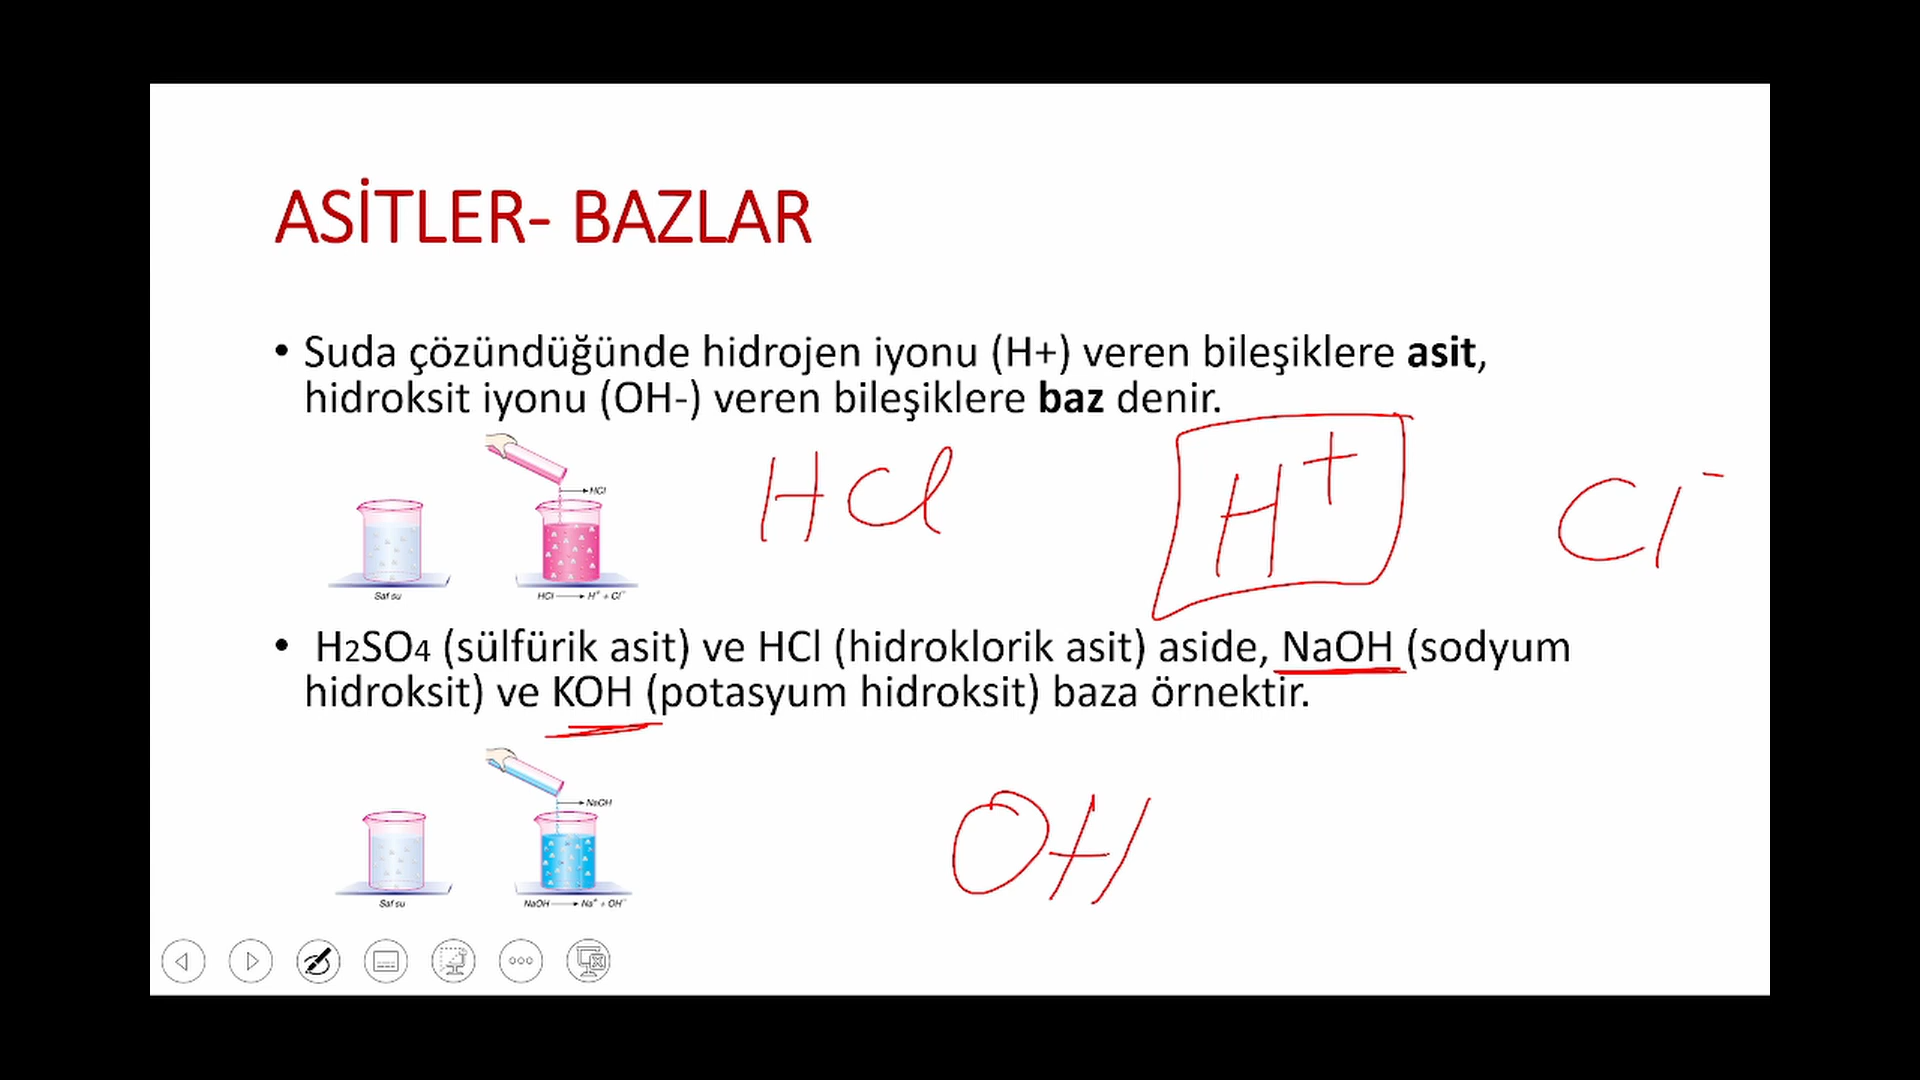 ASİTLER- BAZLAR
• Suda çözündüğünde hidrojen iyonu (H+) veren bileşiklere asit,
hidroksit iyonu (OH-) veren bileşiklere baz denir.
HCl
HCl H⁺ Cl⁻
Saf su
HCl → H⁺ + Cl⁻
• H2SO4 (sülfürik asit) ve HCl (hidroklorik asit) aside, NaOH (sodyum
hidroksit) ve KOH (potasyum hidroksit) baza örnektir.
NaOH
OH
Saf su
NaOH → Na⁺ + OH⁻